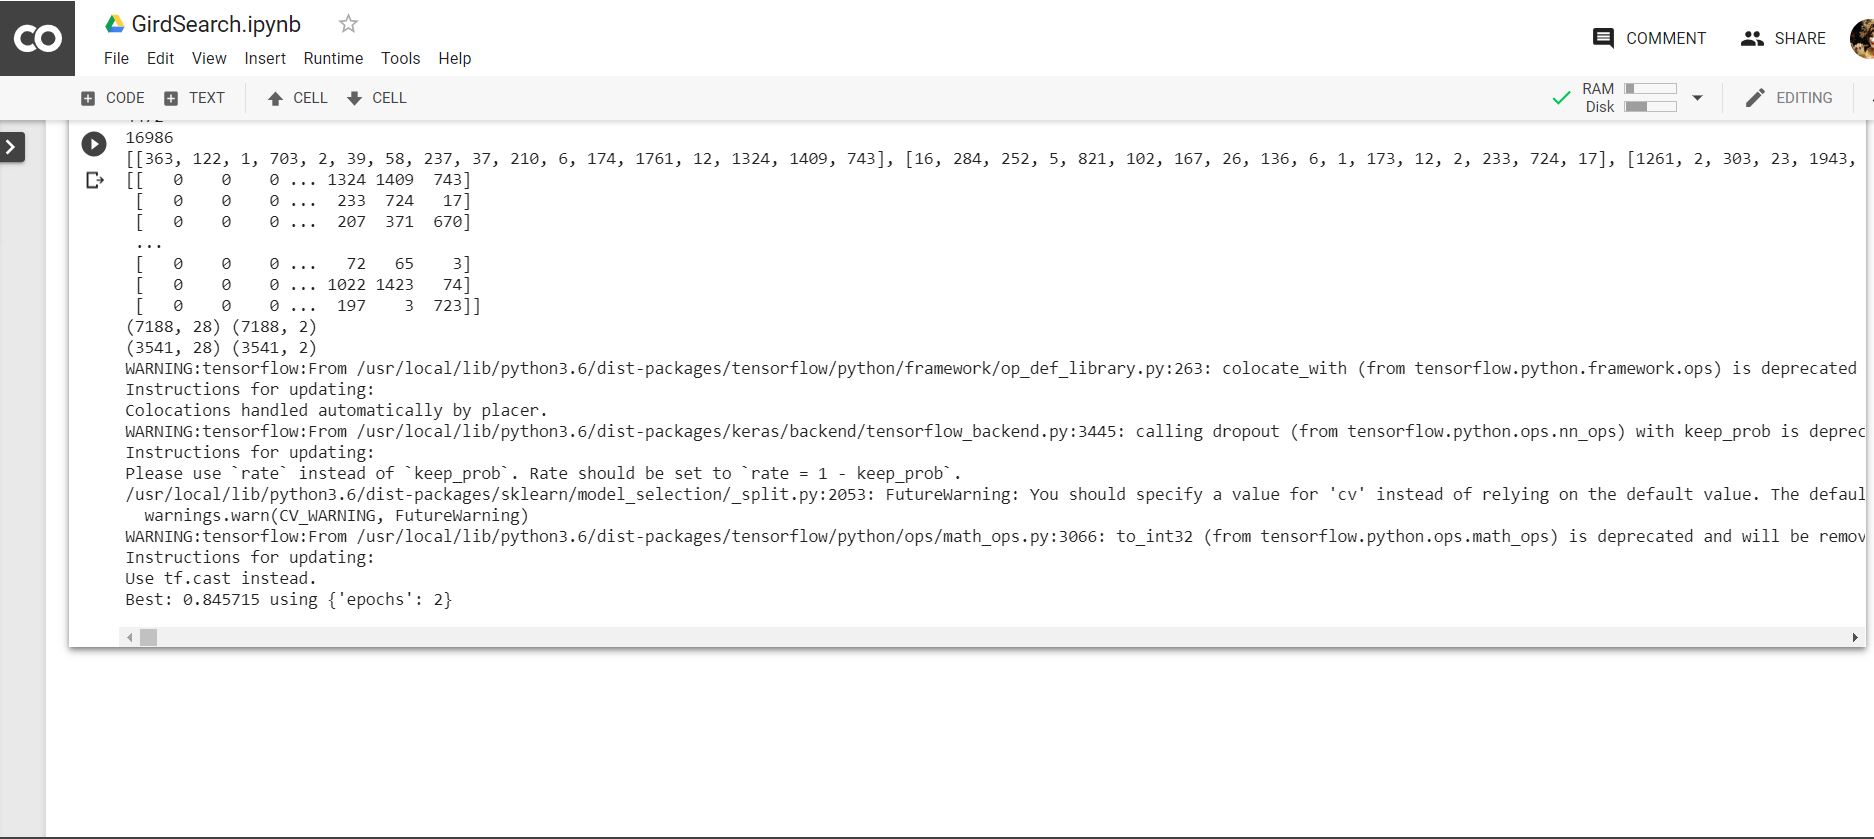 CO
GirdSearch.ipynb
File Edit View Insert Runtime Tools Help
COMMENT SHARE
CODE TEXT CELL CELL
RAM
Disk
EDITING
16986
[[363, 122, 1, 703, 2, 39, 58, 237, 37, 210, 6, 174, 1761, 12, 1324, 1409, 743], [16, 284, 252, 5, 821, 102, 167, 26, 136, 6, 1, 173, 12, 2, 233, 724, 17], [1261, 2, 303, 23, 1943,
[[ 0 0 0 ... 1324 1409 743]
[ 0 0 0 ... 233 724 17]
[ 0 0 0 ... 207 371 670]
...
[ 0 0 0 ... 72 65 3]
[ 0 0 0 ... 1022 1423 74]
[ 0 0 0 ... 197 3 723]]
(7188, 28) (7188, 2)
(3541, 28) (3541, 2)
WARNING:tensorflow:From /usr/local/lib/python3.6/dist-packages/tensorflow/python/framework/op_def_library.py:263: colocate_with (from tensorflow.python.framework.ops) is deprecated
Instructions for updating:
Colocations handled automatically by placer.
WARNING:tensorflow:From /usr/local/lib/python3.6/dist-packages/keras/backend/tensorflow_backend.py:3445: calling dropout (from tensorflow.python.ops.nn_ops) with keep_prob is deprec
Instructions for updating:
Please use `rate` instead of `keep_prob`. Rate should be set to `rate = 1 - keep_prob`.
/usr/local/lib/python3.6/dist-packages/sklearn/model_selection/_split.py:2053: FutureWarning: You should specify a value for 'cv' instead of relying on the default value. The defaul
warnings.warn(CV_WARNING, FutureWarning)
WARNING:tensorflow:From /usr/local/lib/python3.6/dist-packages/tensorflow/python/ops/math_ops.py:3066: to_int32 (from tensorflow.python.ops.math_ops) is deprecated and will be remov
Instructions for updating:
Use tf.cast instead.
Best: 0.845715 using {'epochs': 2}